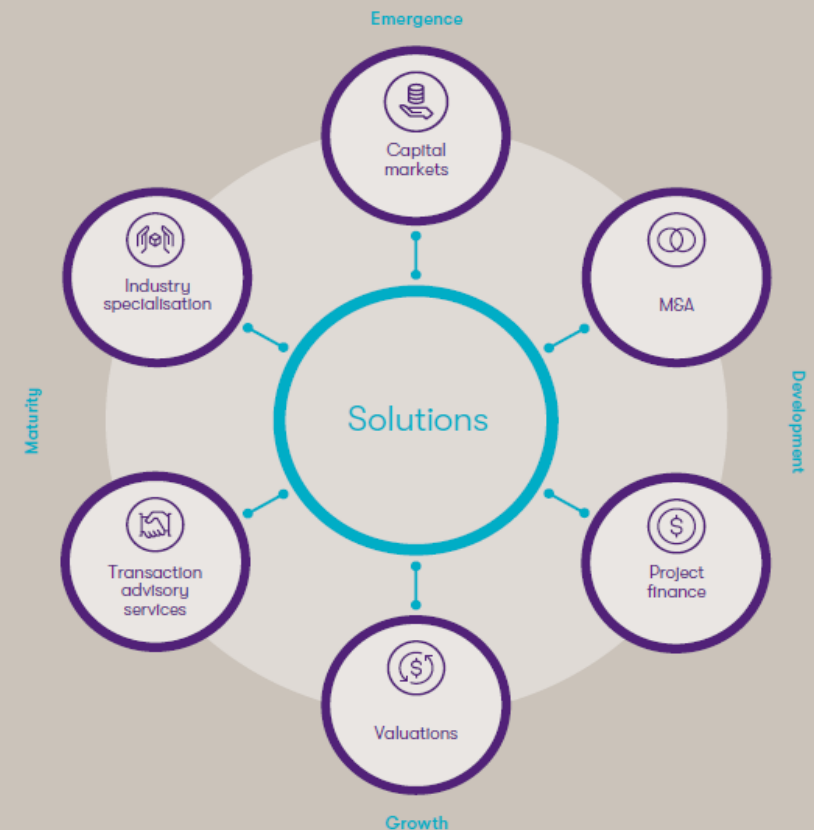 Emergence
Capital
markets
Industry
specialisation
M&A
Solutions
Maturity
Development
Transaction
advisory
services
Project
finance
Valuations
Growth